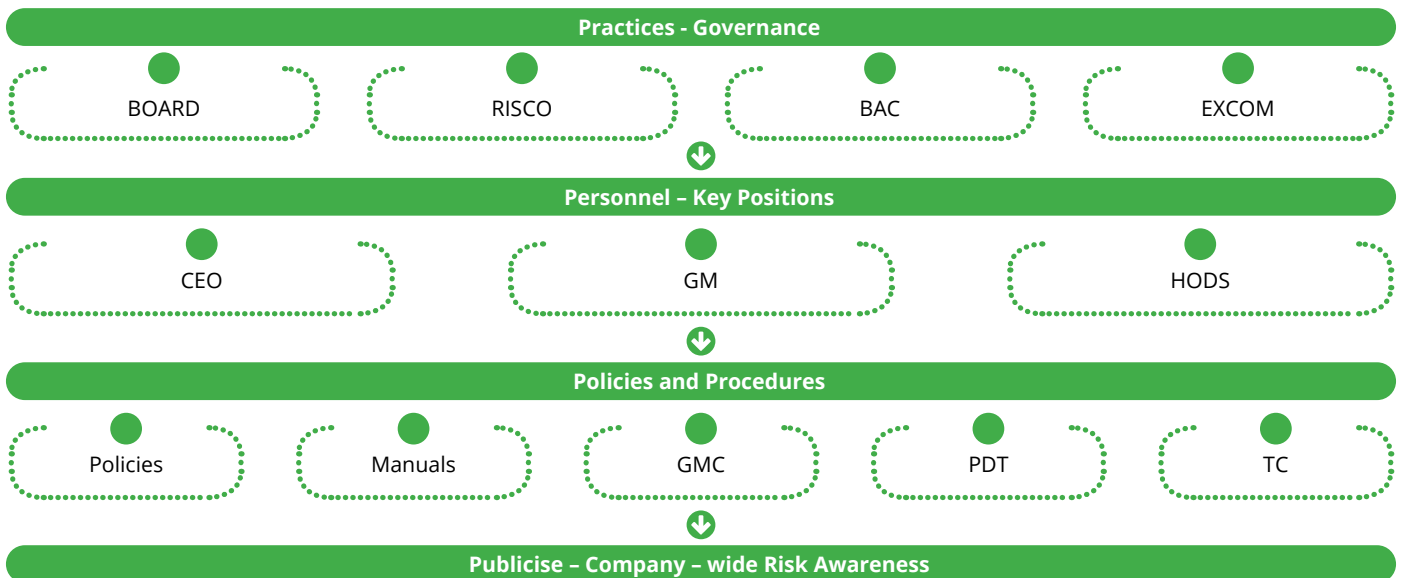 Practices - Governance
BOARD
RISCO
BAC
EXCOM
Personnel – Key Positions
CEO
GM
HODS
Policies and Procedures
Policies
Manuals
GMC
PDT
TC
Publicise – Company – wide Risk Awareness